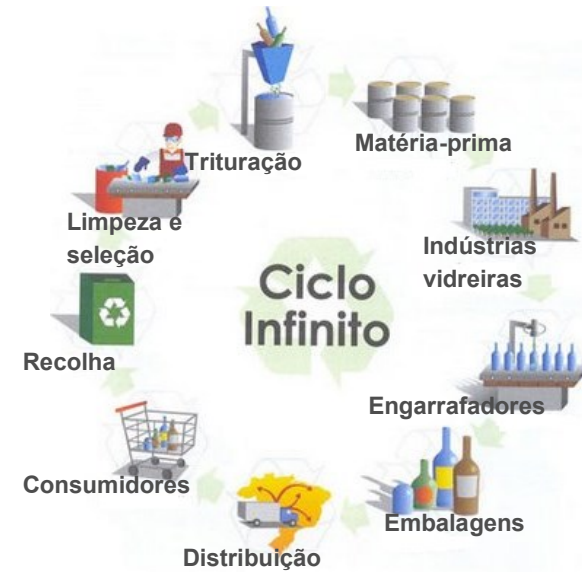 Trituração
Matéria-prima
Limpeza e
seleção
Indústrias
vidreiras
Ciclo
Infinito
Recolha
Engarrafadores
Consumidores
Embalagens
Distribuição